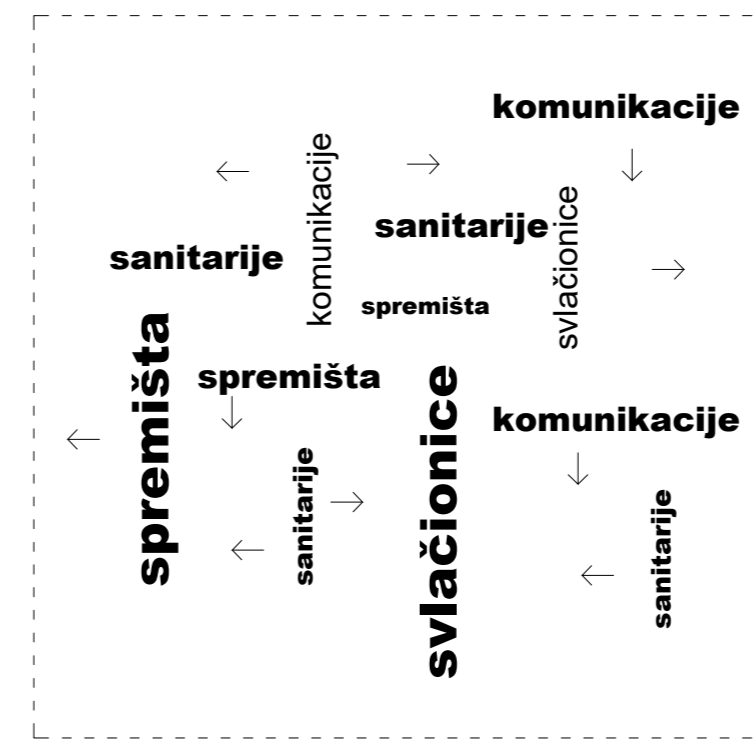 komunikacije
komunikacije
sanitarije
svlačionice
sanitarije
spremišta
spremišta
spremišta
svlačionice
komunikacije
sanitarije
sanitarije